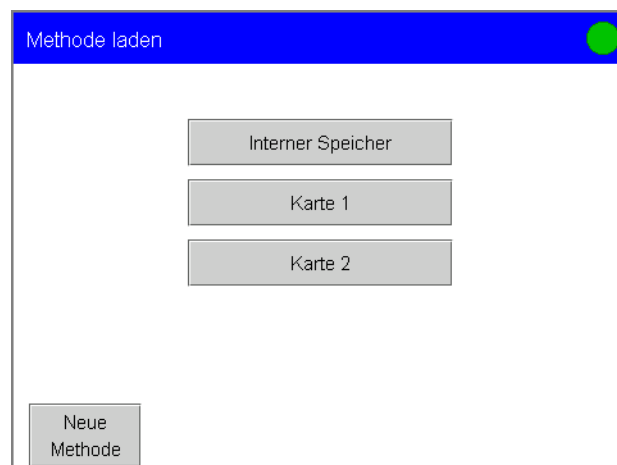 Methode laden
Interner Speicher
Karte 1
Karte 2
Neue
Methode